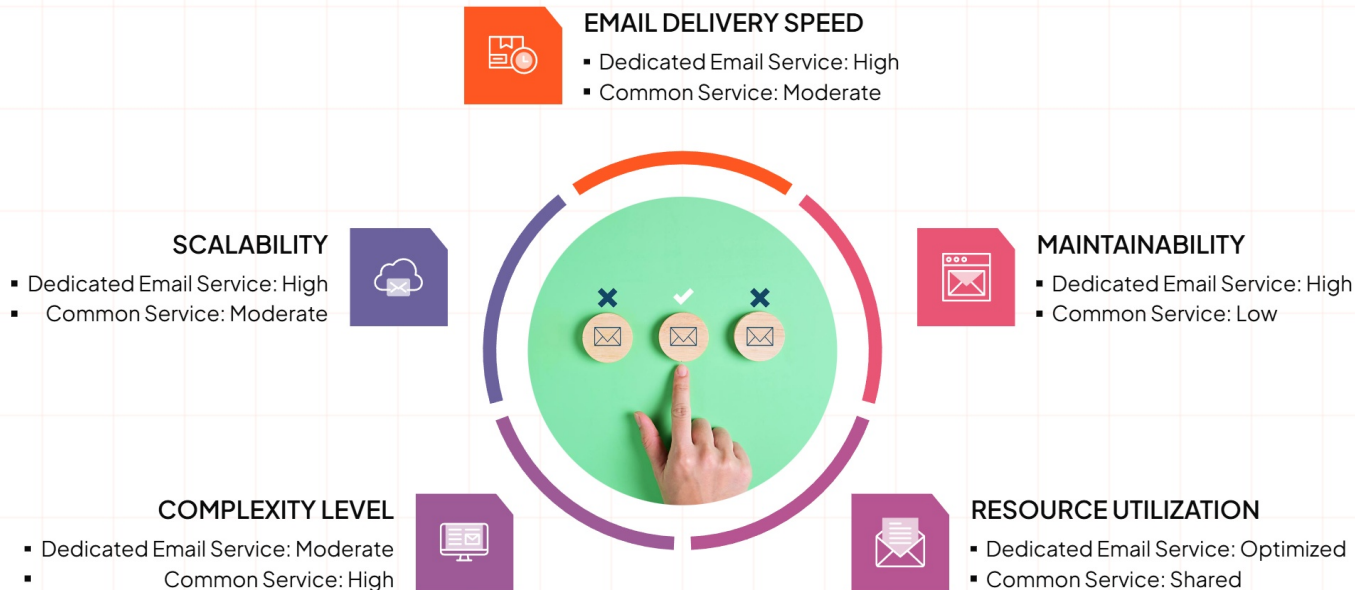 EMAIL DELIVERY SPEED
▪ Dedicated Email Service: High
▪ Common Service: Moderate
SCALABILITY
▪ Dedicated Email Service: High
▪ Common Service: Moderate
MAINTAINABILITY
▪ Dedicated Email Service: High
▪ Common Service: Low
COMPLEXITY LEVEL
▪ Dedicated Email Service: Moderate
▪ Common Service: High
RESOURCE UTILIZATION
▪ Dedicated Email Service: Optimized
▪ Common Service: Shared